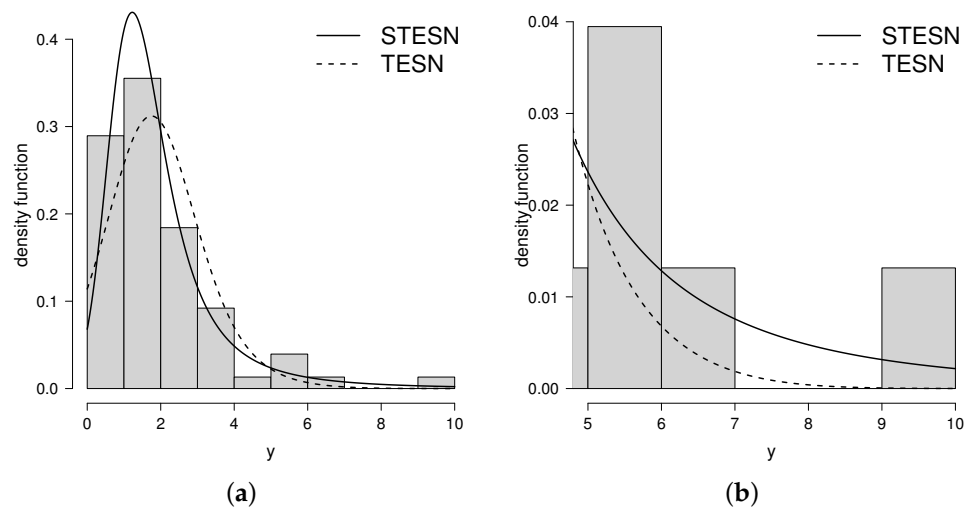 STESN
TESN
density function
0.4
0.3
0.2
0.1
0.0
0 2 4 6 8 10
y
(a)
STESN
TESN
density function
0.04
0.03
0.02
0.01
0.00
5 6 7 8 9 10
y
(b)